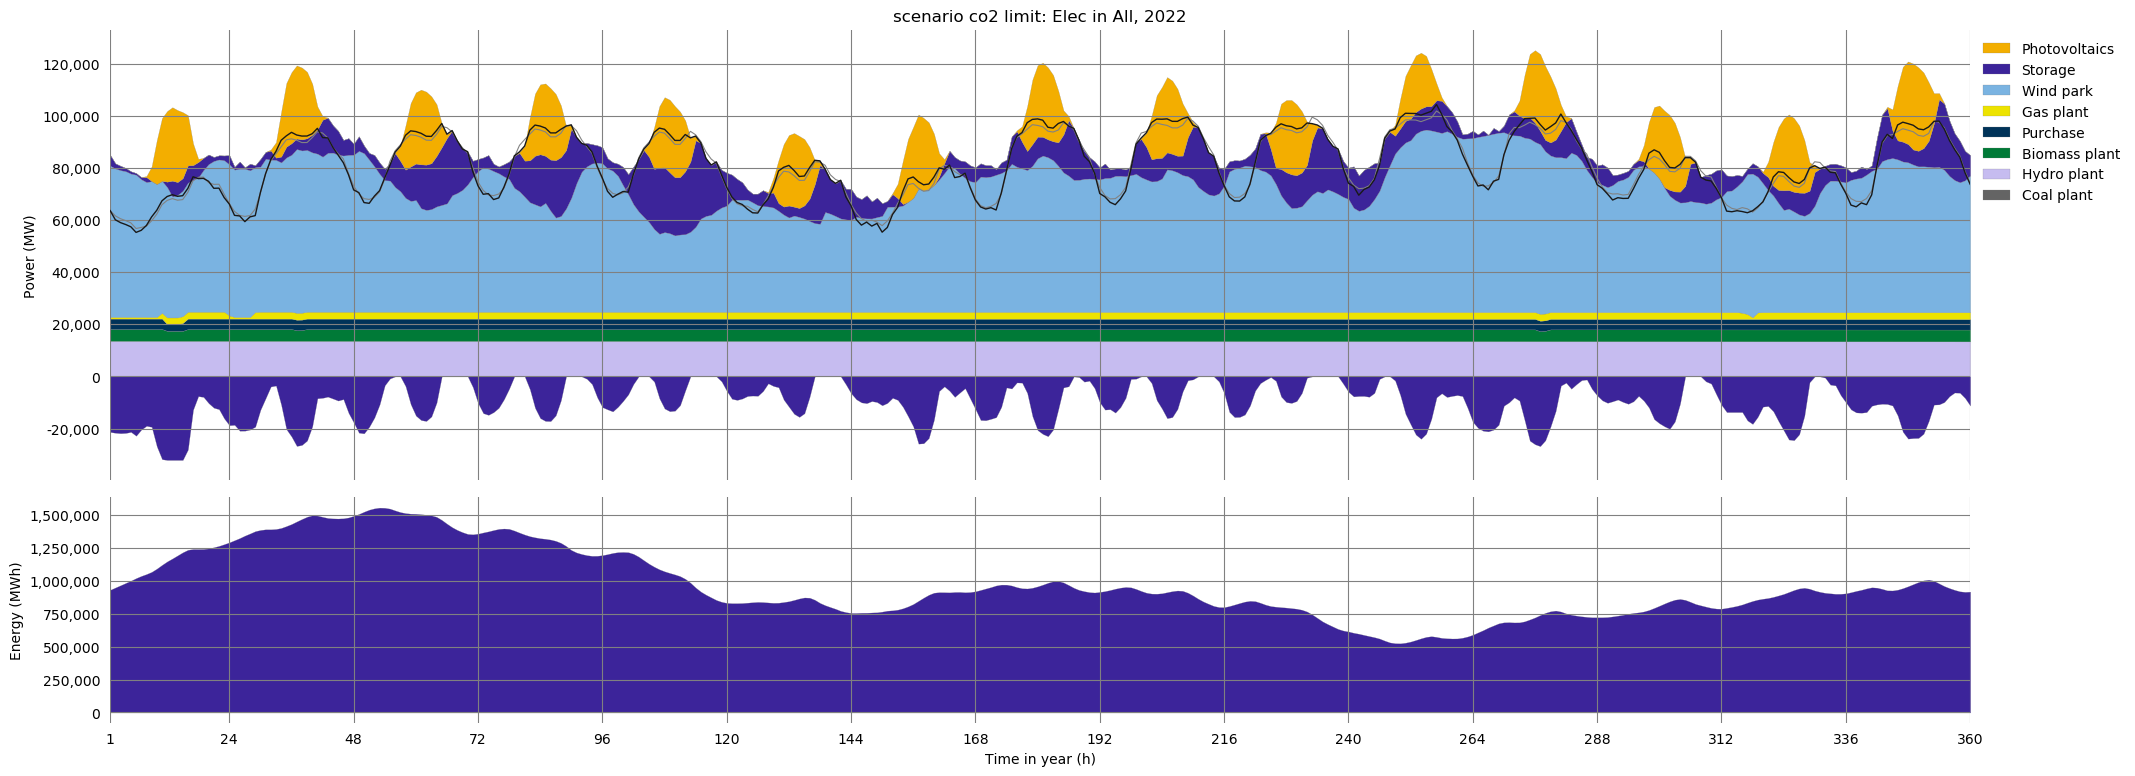 scenario co2 limit: Elec in All, 2022
Power (MW)
120,000
100,000
80,000
60,000
40,000
20,000
0
-20,000
Photovoltaics
Storage
Wind park
Gas plant
Purchase
Biomass plant
Hydro plant
Coal plant
Energy (MWh)
1,500,000
1,250,000
1,000,000
750,000
500,000
250,000
0
1 24 48 72 96 120 144 168 192 216 240 264 288 312 336 360
Time in year (h)